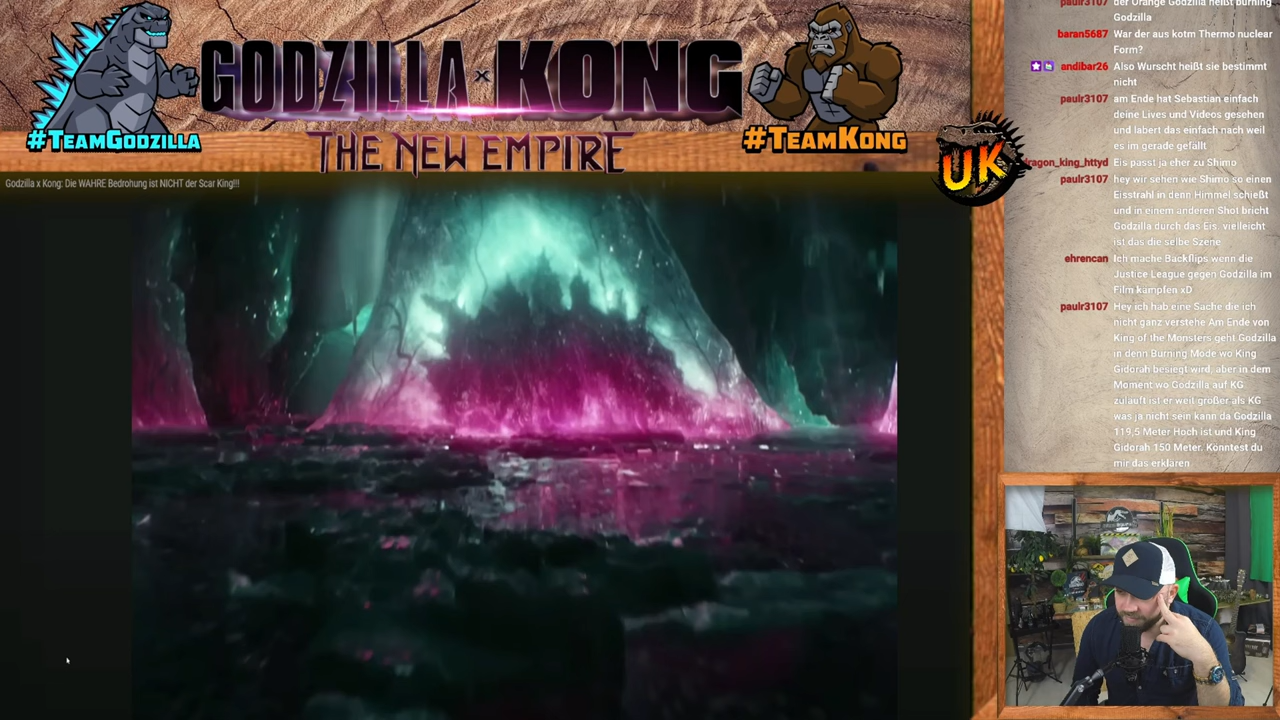 GODZILLA x KONG
#TEAMGODZILLA
#TEAMKONG
THE NEW EMPIRE
UK
Godzilla x Kong: Die WAHRE Bedrohung ist NICHT der Scar King!!!
paulr3107 der Orange Godzilla heißt burning
Godzilla
baran5687 War der aus kotm Thermo nuclear
Form?
andibar26 Also Wurscht heißt sie bestimmt
nicht
paulr3107 am Ende hat Sebastian einfach
deine Lives und Videos gesehen
und labert das einfach nach weil
es im gerade gefällt
dragon_king_httyd Eis passt ja eher zu Shimo
paulr3107 hey wir sehen wie Shimo so einen
Eisstrahl in denn Himmel schießt
und in einem anderen Shot bricht
Godzilla durch das Eis. vielleicht
ist das die selbe Szene
ehrencan Ich mache Backflips wenn die
Justice League gegen Godzilla im
Film kämpfen xD
paulr3107 Hey ich hab eine Sache die ich
nicht ganz verstehe Am Ende von
King of the Monsters geht Godzilla
in denn Burning Mode wo King
Gidorah besiegt wird, aber in dem
Moment wo Godzilla auf KG
zuläuft ist er weit größer als KG
was ja nicht sein kann da Godzilla
119,5 Meter Hoch ist und King
Gidorah 150 Meter. Könntest du
mir das erklären